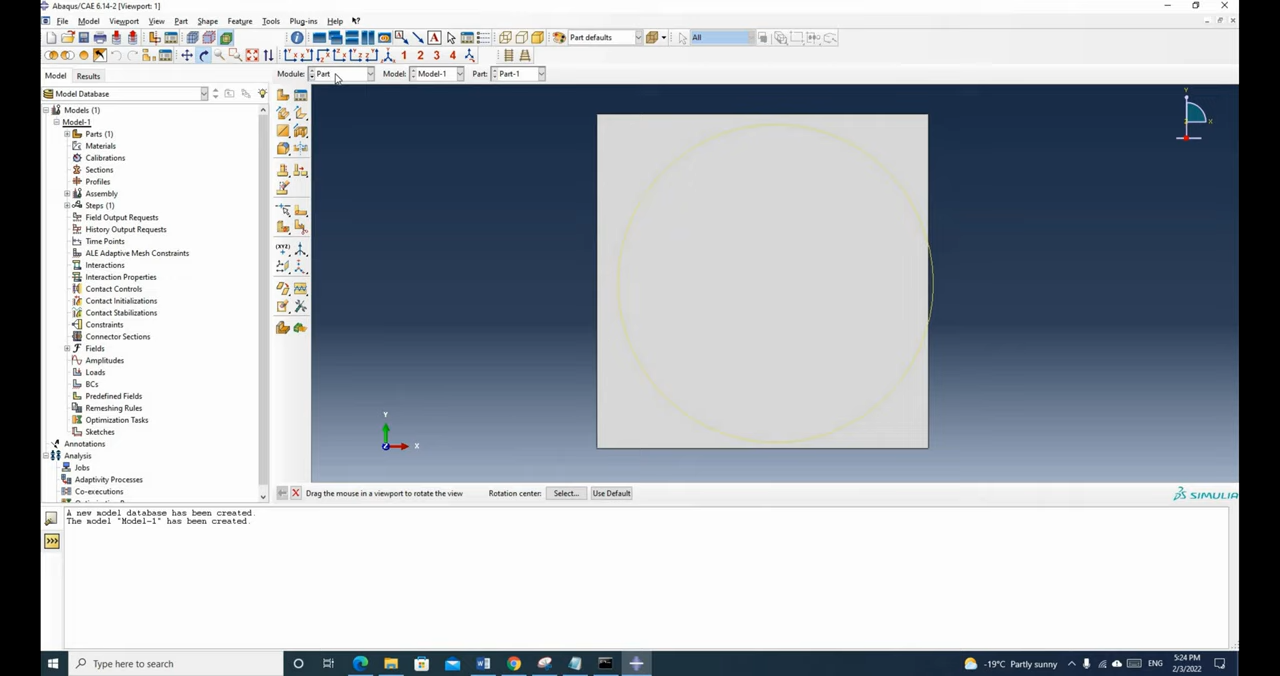 Abaqus/CAE 6.14-2 [Viewport: 1]
File Model Viewport View Part Shape Feature Tools Plug-ins Help
Part defaults All
1 2 3 4
Model Results Module: Part Model: Model-1 Part: Part-1
Model Database
Models (1)
Model-1
Parts (1)
Materials
Calibrations
Sections
Profiles
Assembly
Steps (1)
Field Output Requests
History Output Requests
Time Points
ALE Adaptive Mesh Constraints
Interactions
Interaction Properties
Contact Controls
Contact Initializations
Contact Stabilizations
Constraints
Connector Sections
Fields
Amplitudes
Loads
BCs
Predefined Fields
Remeshing Rules
Optimization Tasks
Sketches
Annotations
Analysis
Jobs
Adaptivity Processes
Co-executions
Y
X
Z
Y
X
Z
Drag the mouse in a viewport to rotate the view Rotation center: Select... Use Default
SIMULIA
A new model database has been created.
The model "Model-1" has been created.
Type here to search
-19°C Partly sunny
ENG
5:24 PM
2/3/2022